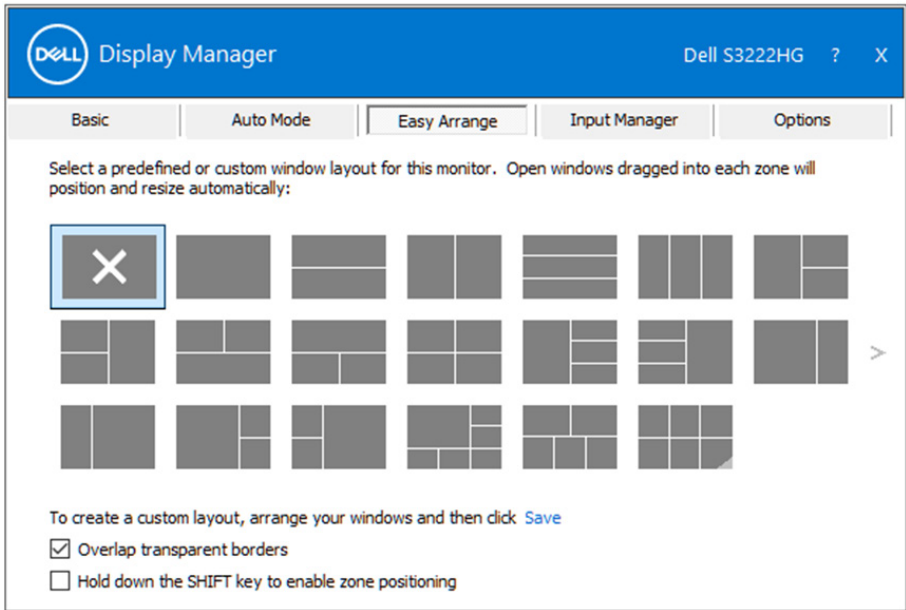 DELL Display Manager Dell S3222HG ? X
Basic Auto Mode Easy Arrange Input Manager Options
Select a predefined or custom window layout for this monitor. Open windows dragged into each zone will
position and resize automatically:
>
To create a custom layout, arrange your windows and then click Save
Overlap transparent borders
Hold down the SHIFT key to enable zone positioning